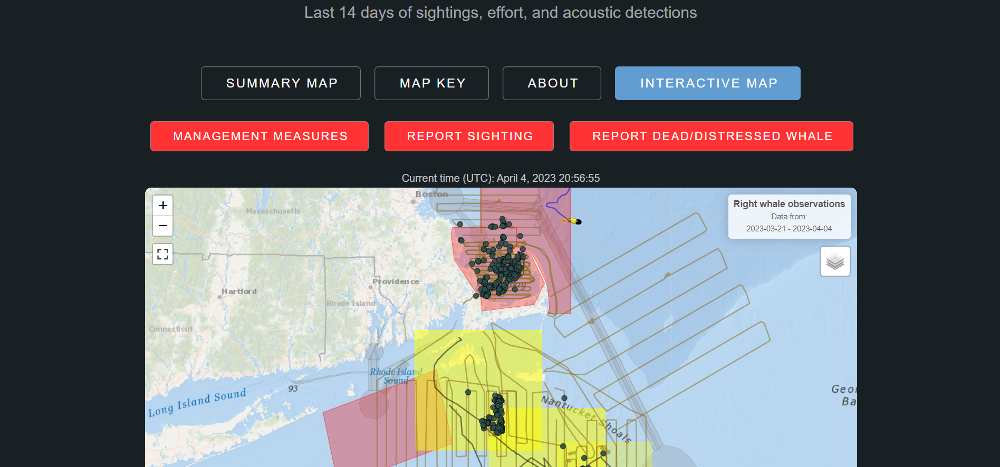 Last 14 days of sightings, effort, and acoustic detections
SUMMARY MAP
MAP KEY
ABOUT
INTERACTIVE MAP
MANAGEMENT MEASURES
REPORT SIGHTING
REPORT DEAD/DISTRESSED WHALE
Current time (UTC): April 4, 2023 20:56:55
+
−
Right whale observations
Data from:
2023-03-21 - 2023-04-04
Boston
Massachusetts
Providence
Hartford
Rhode Island
Connecticut
Rhode Island
Sound
93
Long Island Sound
Nantucket Shoals
Geor
Ba